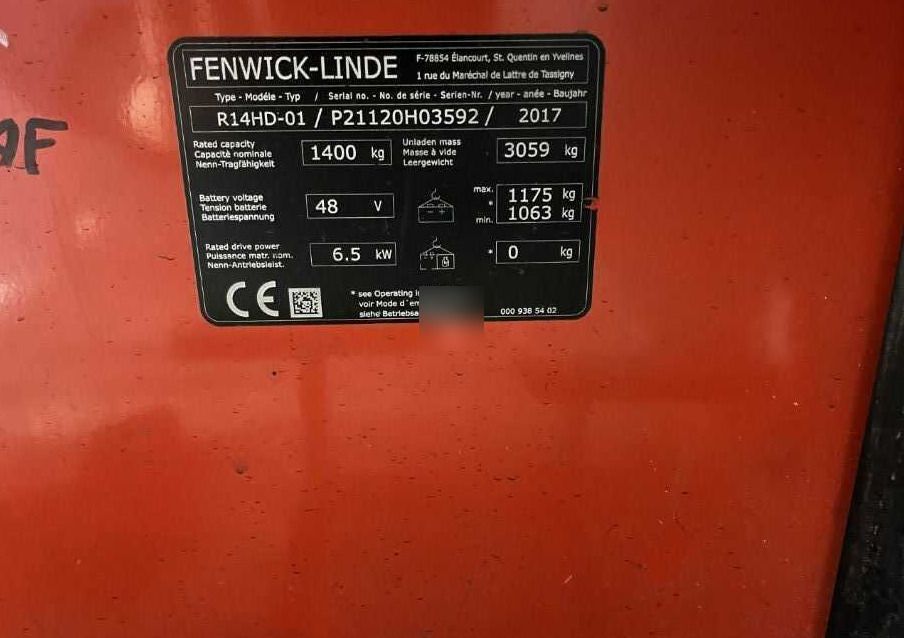 AF
FENWICK-LINDE
F-78854 Élancourt, St. Quentin en Yvelines
1 rue du Maréchal de Lattre de Tassigny
Type - Modéle - Typ / Serial no. - No. de série - Serien-Nr. / year - anée - Baujahr
R14HD-01 / P21120H03592 / 2017
Rated capacity
Capacité nominale
Nenn-Tragfähigkeit
1400 kg
Unladen mass
Masse à vide
Leergewicht
3059 kg
Battery voltage
Tension batterie
Batteriespannung
48 V
max. 1175 kg
*
min. 1063 kg
Rated drive power
Puissance matr. nom.
Nenn-Antriebsleist.
6.5 kW
* 0 kg
CE
* see Operating
voir Mode d'em
siehe Betriebsa
000 938 54 02